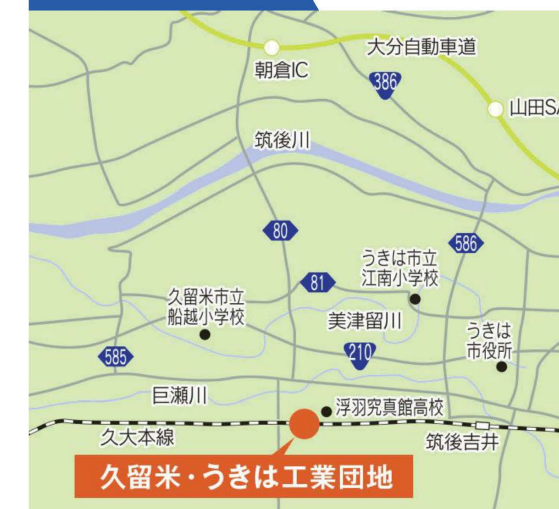 大分自動車道
朝倉IC
386
山田SA
筑後川
80
586
うきは市立
江南小学校
81
久留米市立
船越小学校
美津留川
210
うきは
市役所
585
巨瀬川
浮羽究真館高校
久大本線
筑後吉井
久留米・うきは工業団地